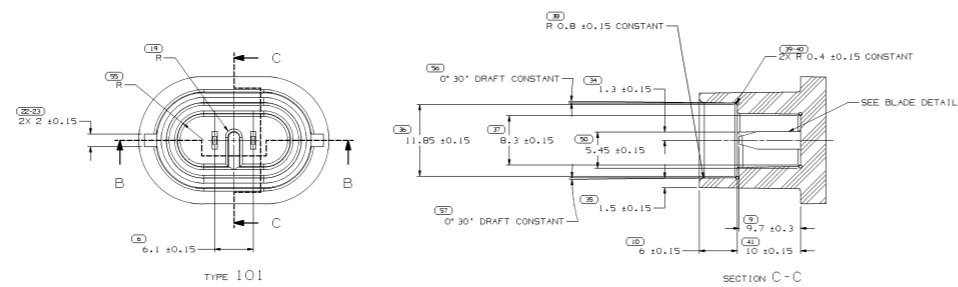 19
R
C
55
R
22-23
2X 2 ±0.15
B
B
C
6
6.1 ±0.15
TYPE 101
38
R 0.8 ±0.15 CONSTANT
39-40
2X R 0.4 ±0.15 CONSTANT
56
0° 30' DRAFT CONSTANT
34
1.3 ±0.15
SEE BLADE DETAIL
36
11.85 ±0.15
37
8.3 ±0.15
50
5.45 ±0.15
57
0° 30' DRAFT CONSTANT
35
1.5 ±0.15
9
9.7 ±0.3
10
6 ±0.15
41
10 ±0.15
SECTION C-C